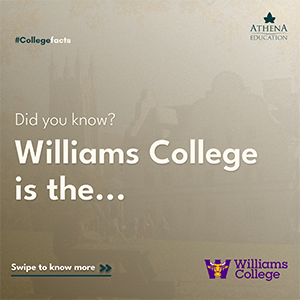 ATHENA
EDUCATION
#Collegefacts
Did you know?
Williams College
is the...
Swipe to know more
Williams
College